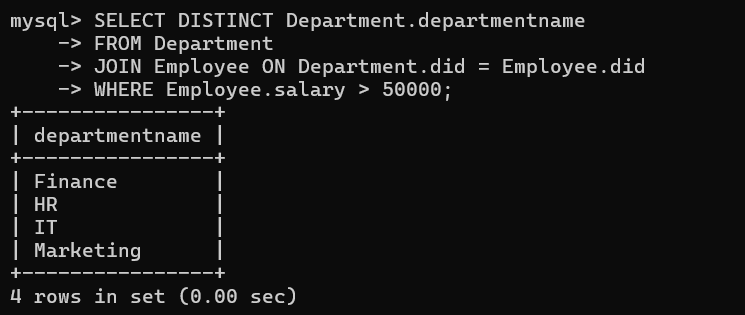 mysql> SELECT DISTINCT Department.departmentname
    -> FROM Department
    -> JOIN Employee ON Department.did = Employee.did
    -> WHERE Employee.salary > 50000;
+----------------+
| departmentname |
+----------------+
| Finance        |
| HR             |
| IT             |
| Marketing      |
+----------------+
4 rows in set (0.00 sec)